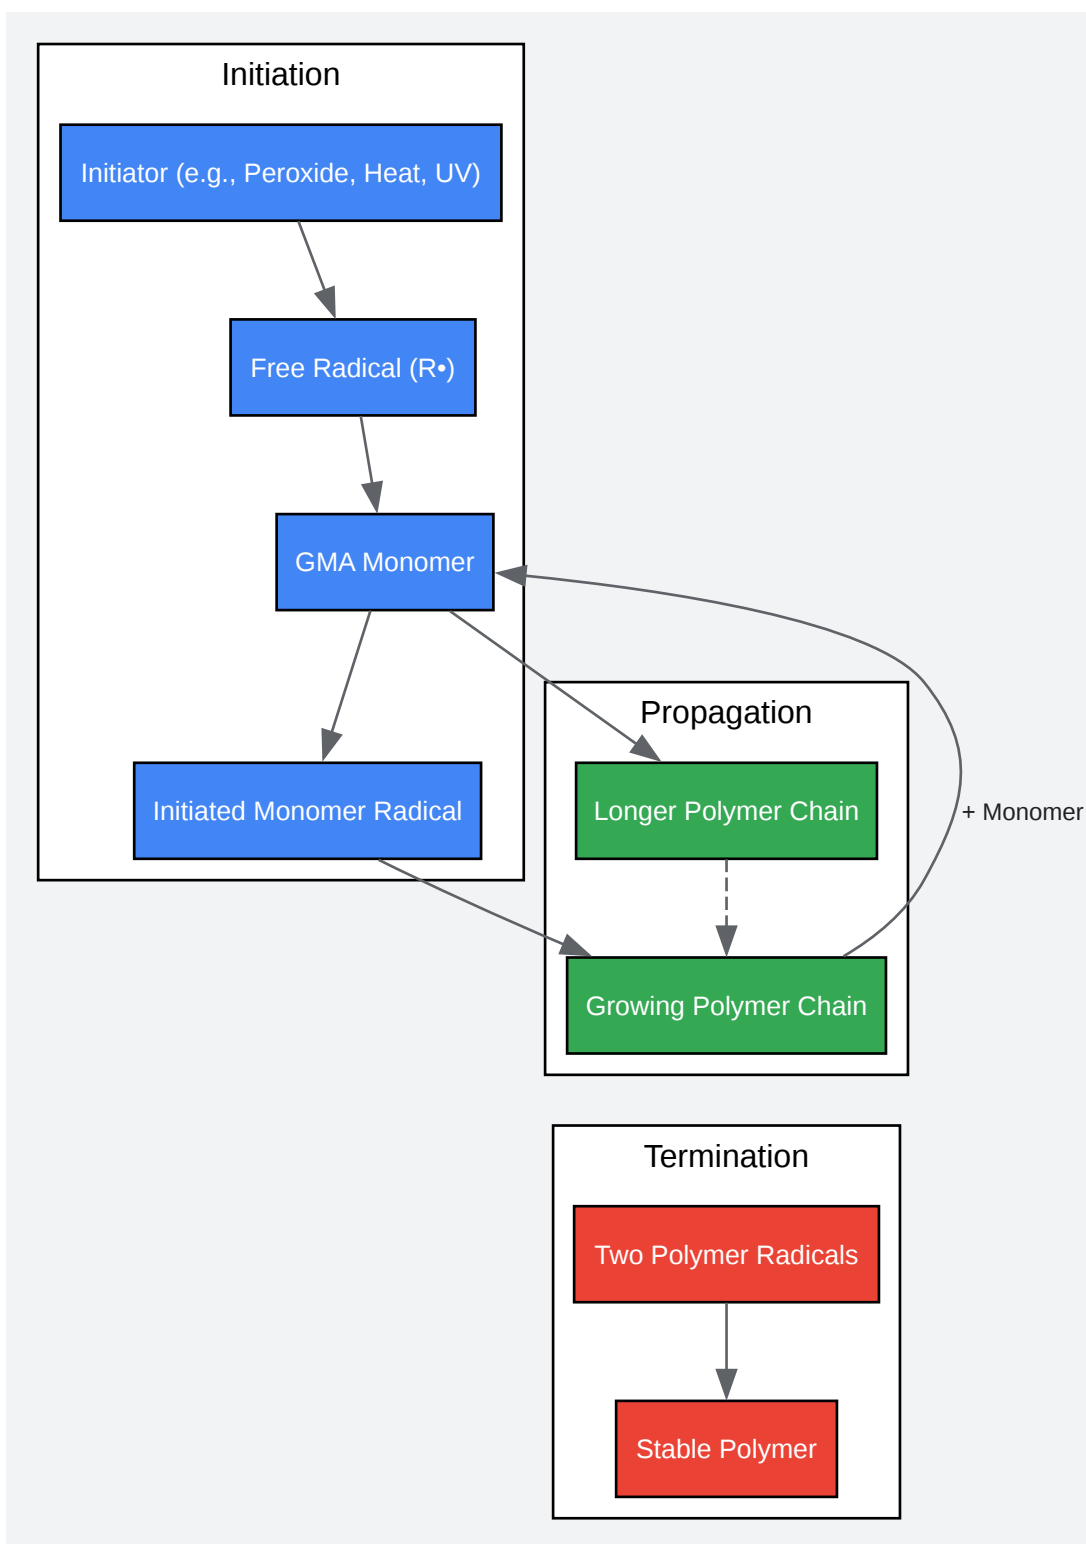 Initiation
Initiator (e.g., Peroxide, Heat, UV)
Free Radical (R•)
GMA Monomer
Initiated Monomer Radical
Propagation
Longer Polymer Chain
+ Monomer
Growing Polymer Chain
Termination
Two Polymer Radicals
Stable Polymer